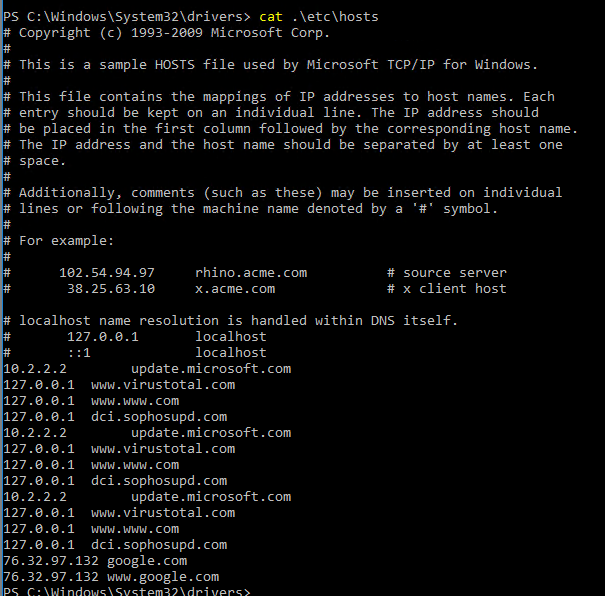 PS C:\Windows\System32\drivers> cat .\etc\hosts
# Copyright (c) 1993-2009 Microsoft Corp.
#
# This is a sample HOSTS file used by Microsoft TCP/IP for Windows.
#
# This file contains the mappings of IP addresses to host names. Each
# entry should be kept on an individual line. The IP address should
# be placed in the first column followed by the corresponding host name.
# The IP address and the host name should be separated by at least one
# space.
#
# Additionally, comments (such as these) may be inserted on individual
# lines or following the machine name denoted by a '#' symbol.
#
# For example:
#
#      102.54.94.97     rhino.acme.com          # source server
#       38.25.63.10     x.acme.com              # x client host

# localhost name resolution is handled within DNS itself.
#       127.0.0.1       localhost
#       ::1             localhost
10.2.2.2        update.microsoft.com
127.0.0.1  www.virustotal.com
127.0.0.1  www.www.com
127.0.0.1  dci.sophosupd.com
10.2.2.2        update.microsoft.com
127.0.0.1  www.virustotal.com
127.0.0.1  www.www.com
127.0.0.1  dci.sophosupd.com
10.2.2.2        update.microsoft.com
127.0.0.1  www.virustotal.com
127.0.0.1  www.www.com
127.0.0.1  dci.sophosupd.com
76.32.97.132 google.com
76.32.97.132 www.google.com
PS C:\Windows\System32\drivers>